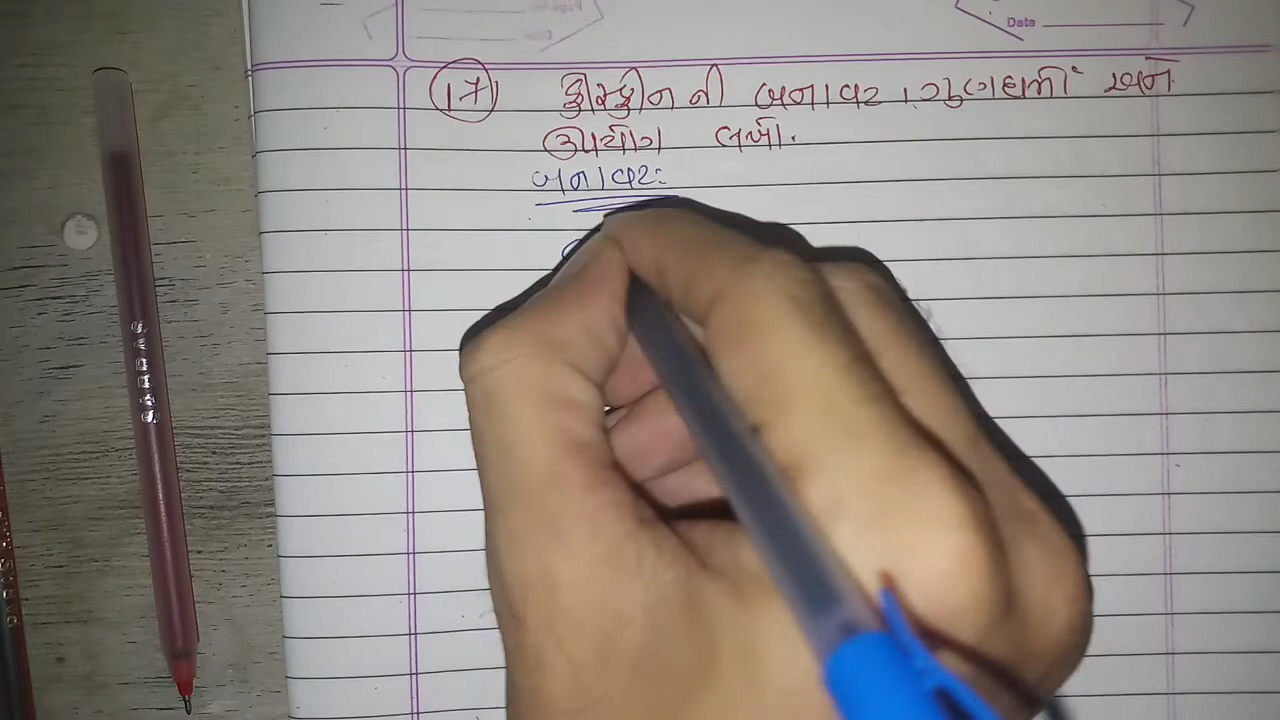 Date
(17) ફોસ્ફીન ની બનાવટ, ગુણધર્મો અને
ઉપયોગ લખો.
બનાવટ: